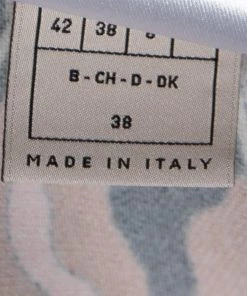 42 38
B - CH - D - DK
38
MADE IN ITALY